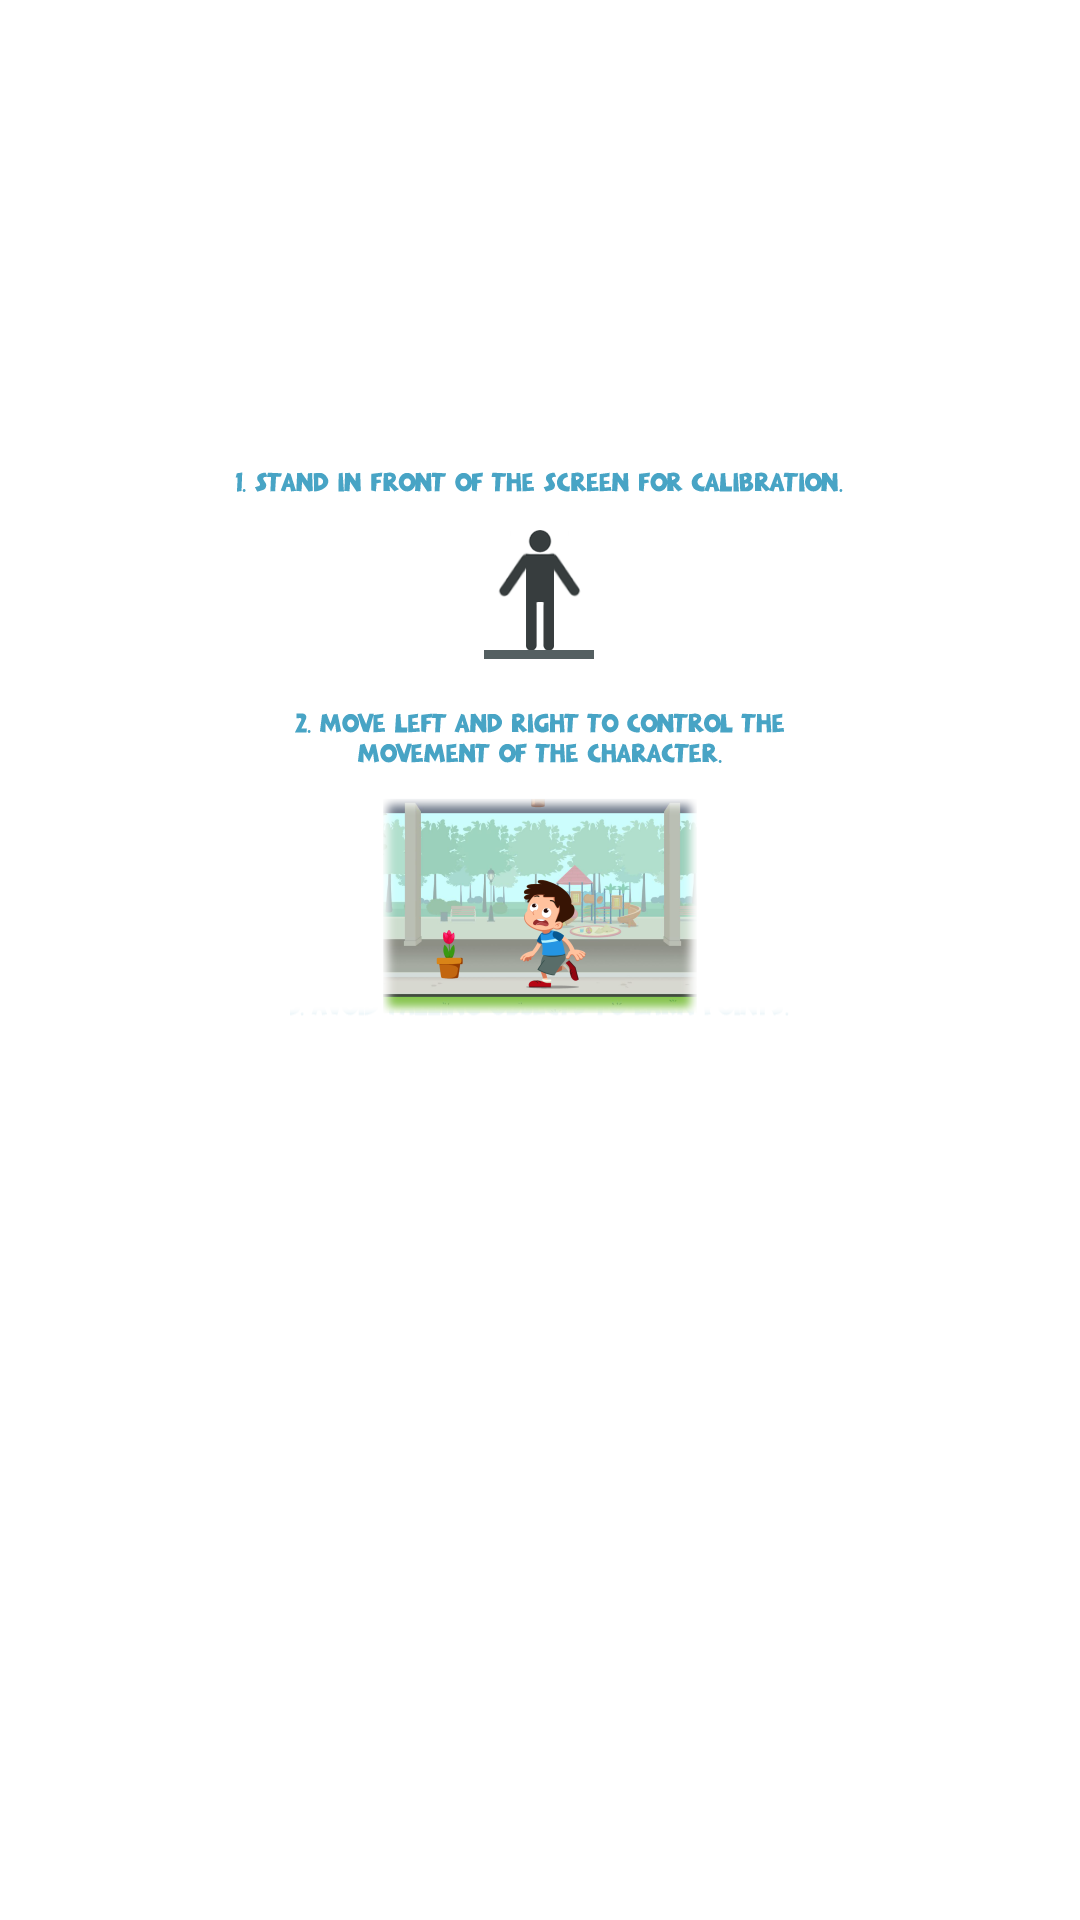 1. STAND IN FRONT OF THE SCREEN FOR CALIBRATION.
2. MOVE LEFT AND RIGHT TO CONTROL THE
MOVEMENT OF THE CHARACTER.